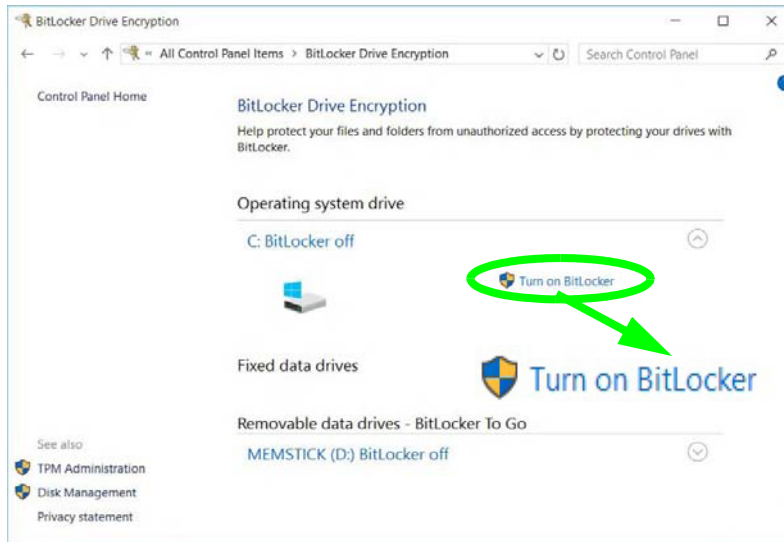 BitLocker Drive Encryption
« All Control Panel Items > BitLocker Drive Encryption
Search Control Panel
Control Panel Home
BitLocker Drive Encryption
Help protect your files and folders from unauthorized access by protecting your drives with
BitLocker.
Operating system drive
C: BitLocker off
Turn on BitLocker
Turn on BitLocker
Fixed data drives
Removable data drives - BitLocker To Go
MEMSTICK (D:) BitLocker off
See also
TPM Administration
Disk Management
Privacy statement